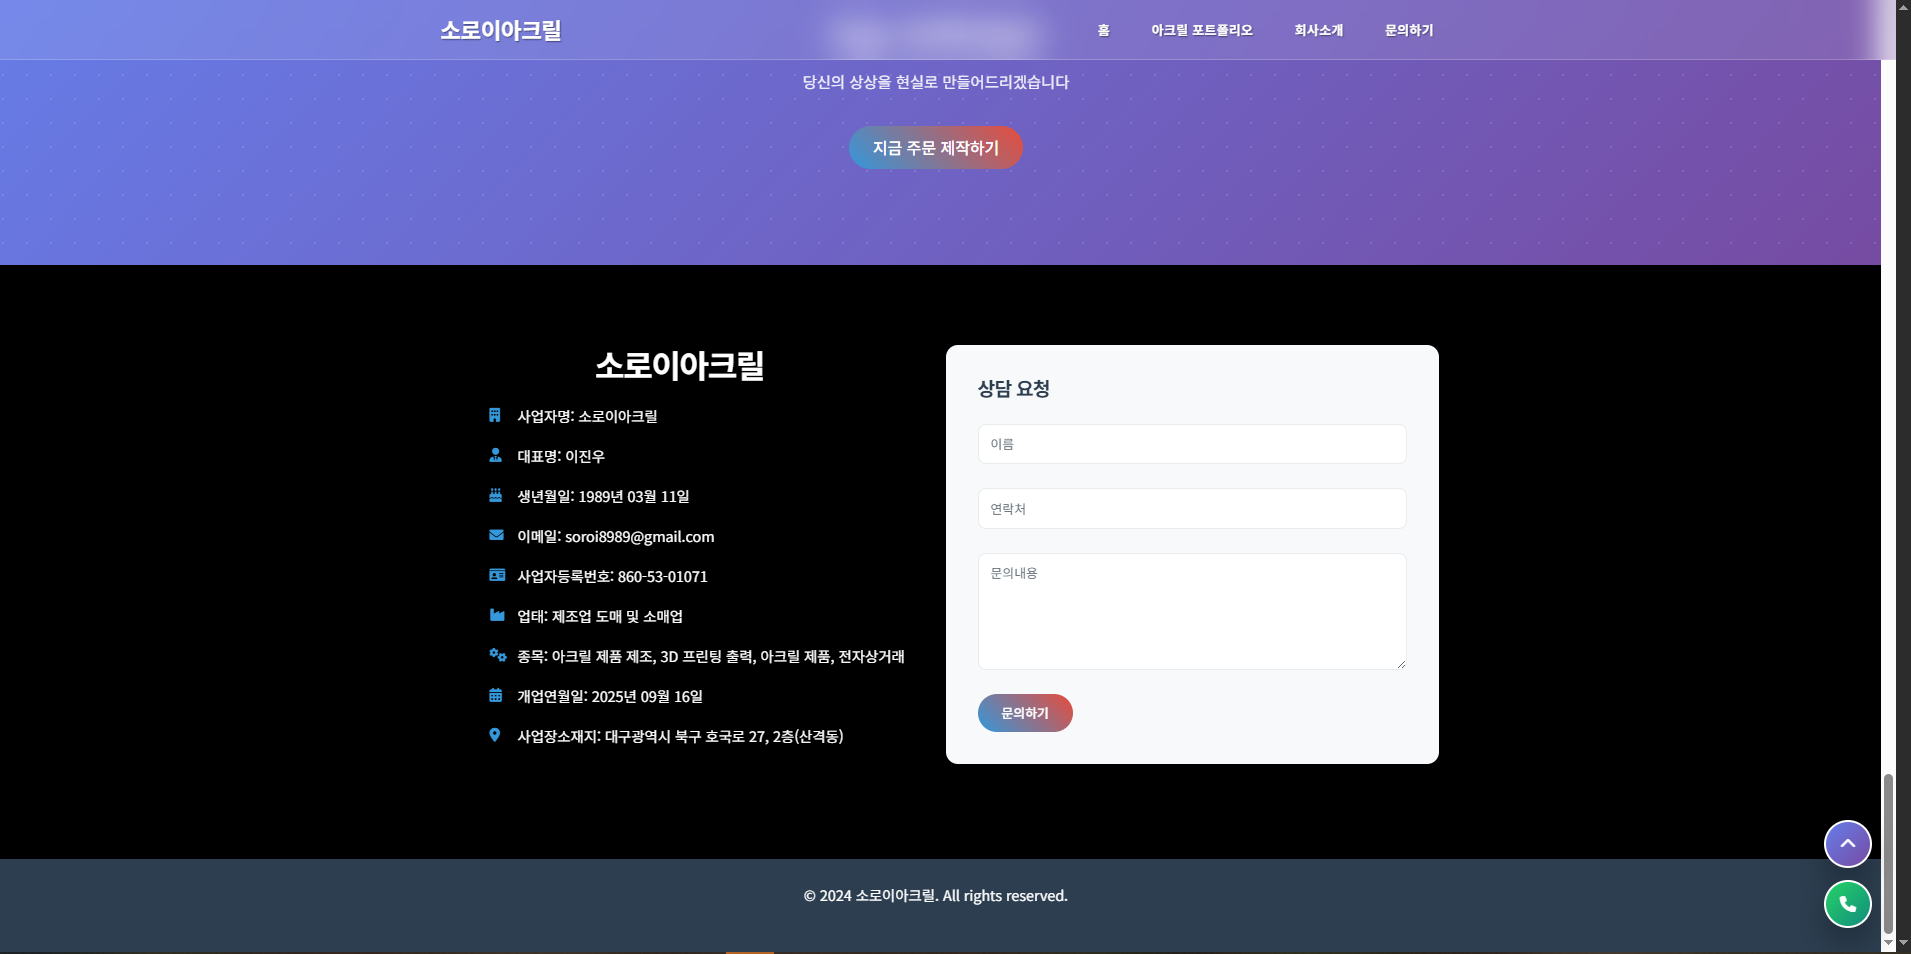 소로이아크릴
홈 아크릴 포트폴리오 회사소개 문의하기
당신의 상상을 현실로 만들어드리겠습니다
지금 주문 제작하기
소로이아크릴
사업자명: 소로이아크릴
대표명: 이진우
생년월일: 1989년 03월 11일
이메일: soroi8989@gmail.com
사업자등록번호: 860-53-01071
업태: 제조업 도매 및 소매업
종목: 아크릴 제품 제조, 3D 프린팅 출력, 아크릴 제품, 전자상거래
개업연월일: 2025년 09월 16일
사업장소재지: 대구광역시 북구 호국로 27, 2층(산격동)
상담 요청
이름
연락처
문의내용
문의하기
© 2024 소로이아크릴. All rights reserved.